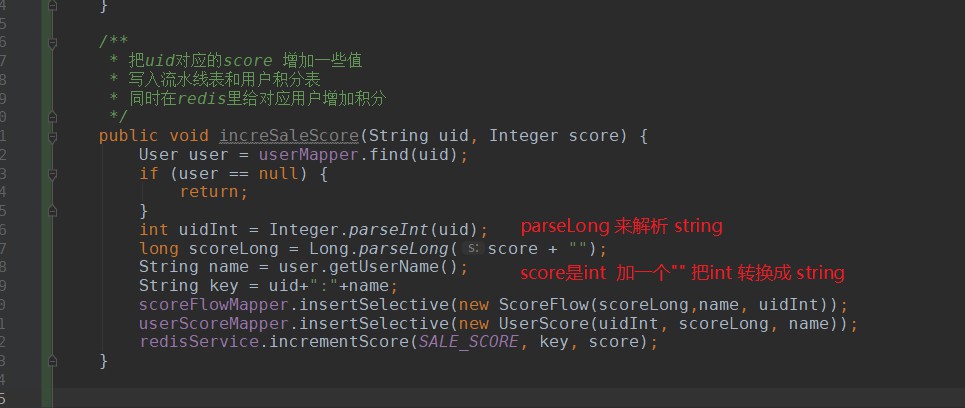 4 }
5
6 /**
7 * 把uid对应的score 增加一些值
8 * 写入流水线表和用户积分表
9 * 同时在redis里给对应用户增加积分
0 */
1 public void increSaleScore(String uid, Integer score) {
2 User user = userMapper.find(uid);
3 if (user == null) {
4 return;
5 }
6 int uidInt = Integer.parseInt(uid); parseLong 来解析 string
7 long scoreLong = Long.parseLong( s: score + "");
8 String name = user.getUserName(); score是int 加一个"" 把int 转换成 string
9 String key = uid+":"+name;
0 scoreFlowMapper.insertSelective(new ScoreFlow(scoreLong,name, uidInt));
1 userScoreMapper.insertSelective(new UserScore(uidInt, scoreLong, name));
2 redisService.incrementScore(SALE_SCORE, key, score);
3 }
4
5